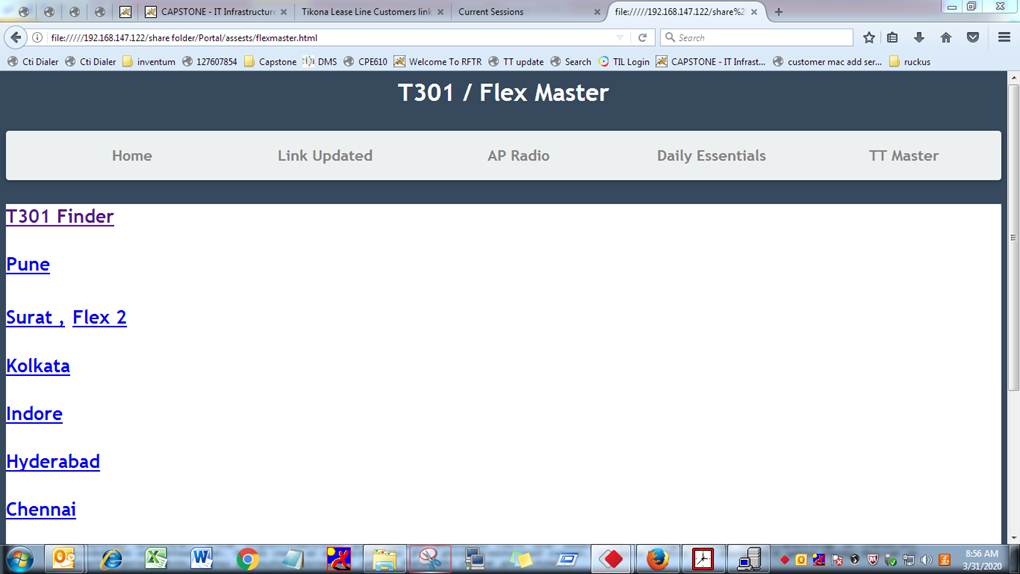 CAPSTONE - IT Infrastructure
Tikona Lease Line Customers link
Current Sessions
file://///192.168.147.122/share%2
file://///192.168.147.122/share folder/Portal/assests/flexmaster.html
Search
Cti Dialer
Cti Dialer
inventum
127607854
Capstone
DMS
CPE610
Welcome To RFTR
TT update
Search
TIL Login
CAPSTONE - IT Infrast...
customer mac add ser...
ruckus
T301 / Flex Master
Home
Link Updated
AP Radio
Daily Essentials
TT Master
T301 Finder
Pune
Surat , Flex 2
Kolkata
Indore
Hyderabad
Chennai
8:56 AM
3/31/2020